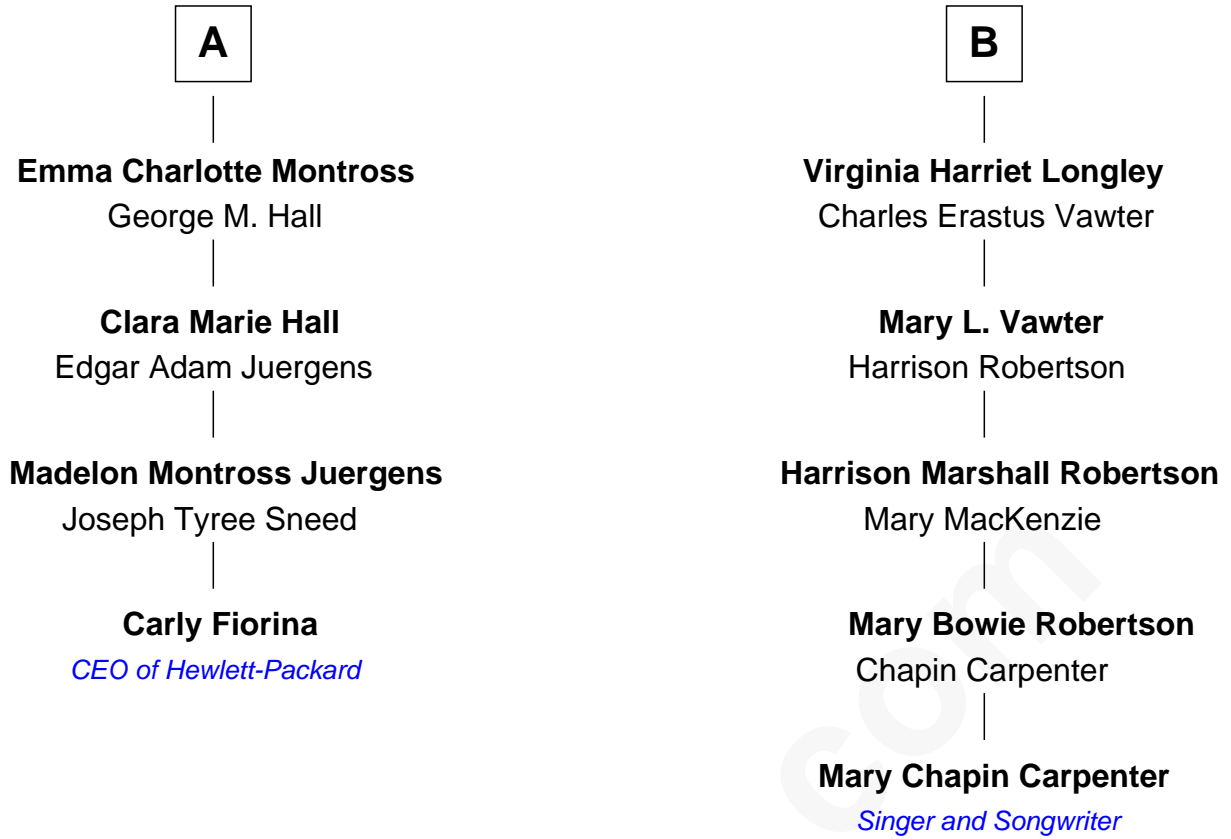 A
Emma Charlotte Montross
George M. Hall
Clara Marie Hall
Edgar Adam Juergens
Madelon Montross Juergens
Joseph Tyree Sneed
Carly Fiorina
CEO of Hewlett-Packard
B
Virginia Harriet Longley
Charles Erastus Vawter
Mary L. Vawter
Harrison Robertson
Harrison Marshall Robertson
Mary MacKenzie
Mary Bowie Robertson
Chapin Carpenter
Mary Chapin Carpenter
Singer and Songwriter
com